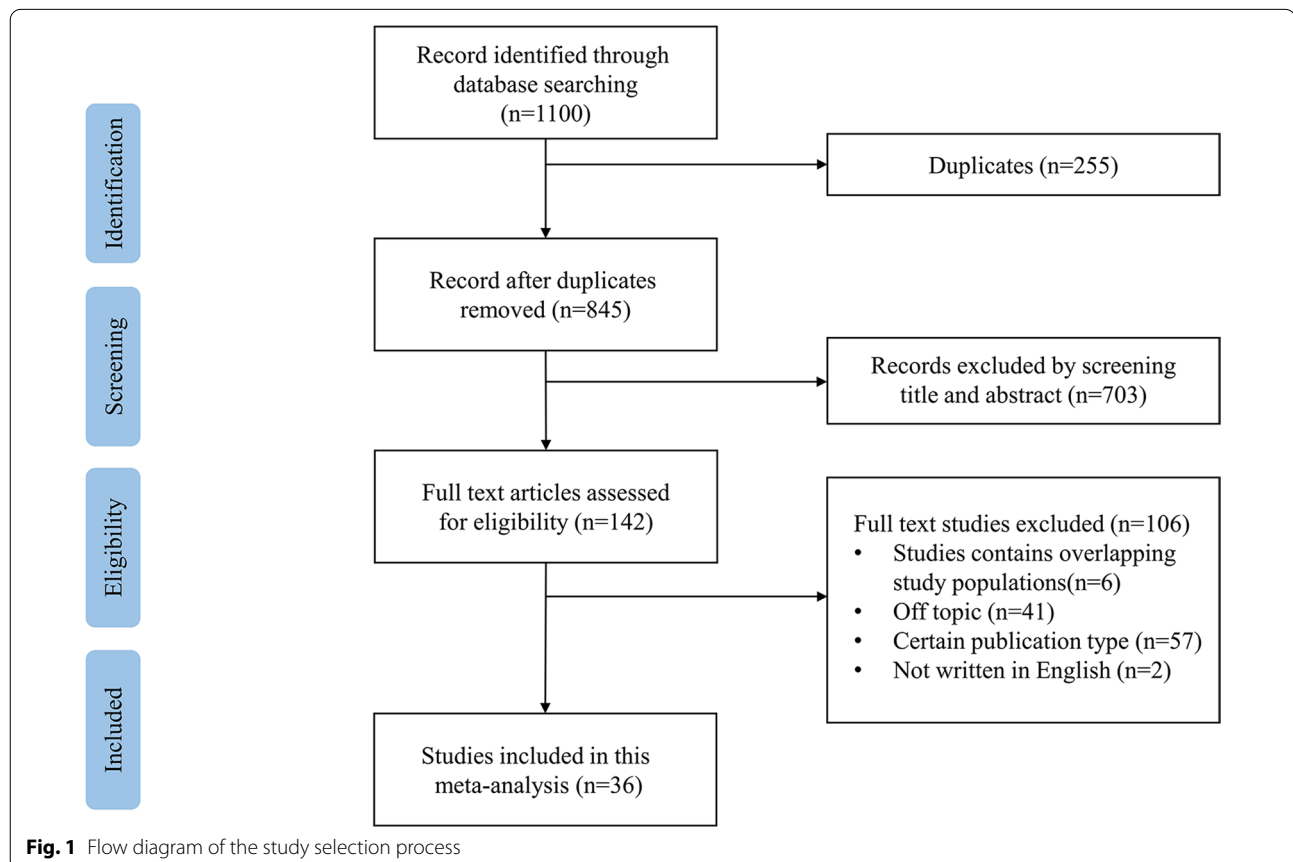 Record identified through
database searching
(n=1100)
Identification
Duplicates (n=255)
Record after duplicates
removed (n=845)
Screening
Records excluded by screening
title and abstract (n=703)
Full text articles assessed
for eligibility (n=142)
Eligibility
Full text studies excluded (n=106)
• Studies contains overlapping
study populations(n=6)
• Off topic (n=41)
• Certain publication type (n=57)
• Not written in English (n=2)
Included
Studies included in this
meta-analysis (n=36)
Fig. 1 Flow diagram of the study selection process